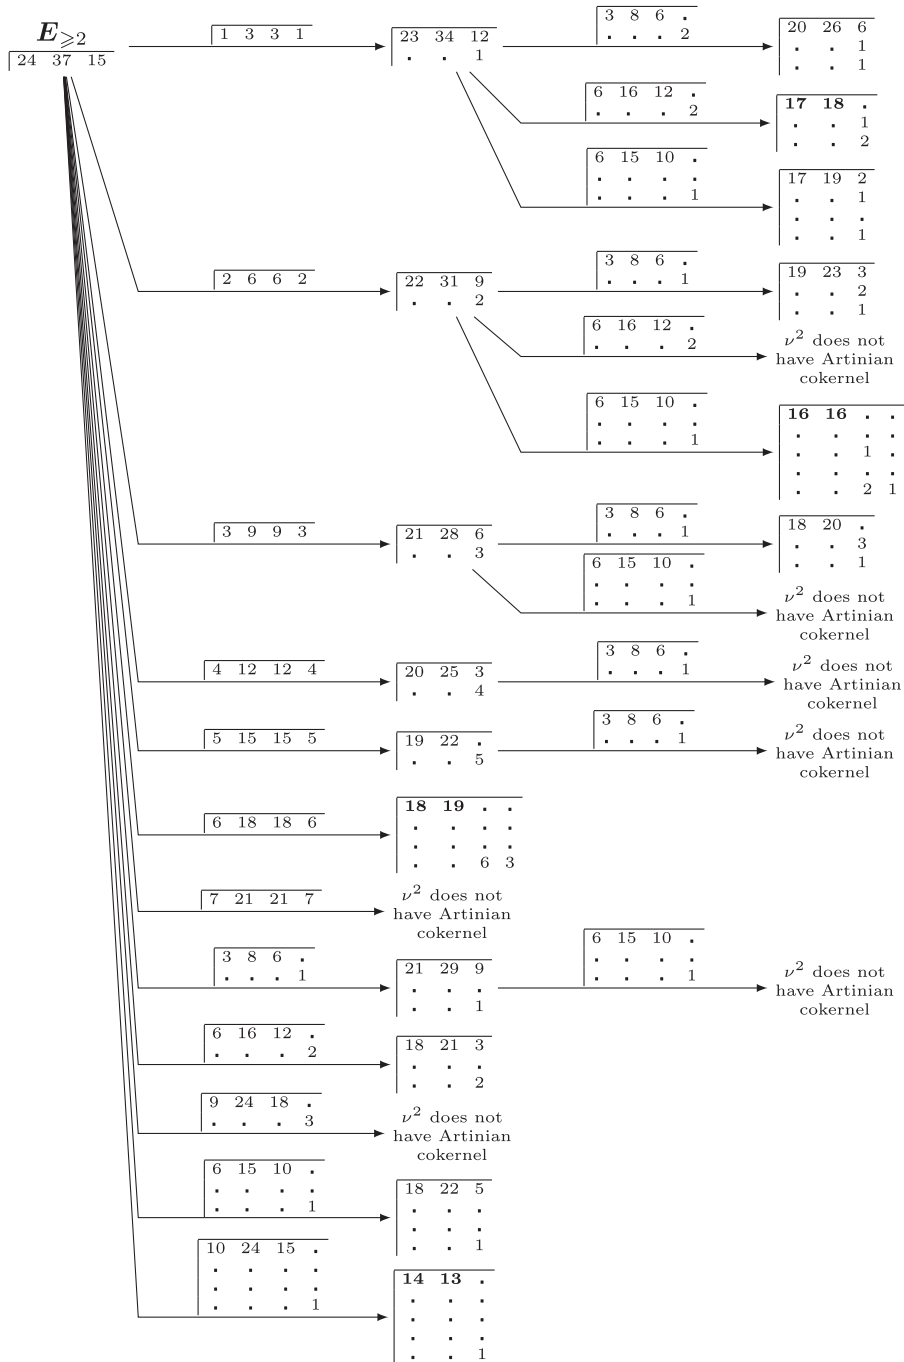 1 3 3 1
3 8 6 .
. . . 2
E⩾2
24 37 15
23 34 12
. . 1
20 26 6
. . 1
. . 1
6 16 12 .
. . . 2
17 18 .
. . 1
. . 2
6 15 10 .
. . . .
. . . 1
17 19 2
. . 1
. . .
. . 1
2 6 6 2
3 8 6 .
. . . 1
22 31 9
. . 2
19 23 3
. . 2
. . 1
6 16 12 .
. . . 2
ν² does not
have Artinian
cokernel
6 15 10 .
. . . .
. . . 1
16 16 . .
. . . .
. . 1 .
. . . .
. . 2 1
3 9 9 3
3 8 6 .
. . . 1
21 28 6
. . 3
18 20 .
. . 3
. . 1
6 15 10 .
. . . .
. . . 1
ν² does not
have Artinian
cokernel
4 12 12 4
3 8 6 .
. . . 1
20 25 3
. . 4
ν² does not
have Artinian
cokernel
5 15 15 5
3 8 6 .
. . . 1
19 22 .
. . 5
ν² does not
have Artinian
cokernel
6 18 18 6
18 19 . .
. . . .
. . . .
. . 6 3
7 21 21 7
ν² does not
have Artinian
cokernel
3 8 6 .
. . . 1
21 29 9
. . .
. . 1
6 15 10 .
. . . .
. . . 1
ν² does not
have Artinian
cokernel
6 16 12 .
. . . 2
18 21 3
. . .
. . 2
9 24 18 .
. . . 3
ν² does not
have Artinian
cokernel
6 15 10 .
. . . .
. . . 1
18 22 5
. . .
. . .
. . 1
10 24 15 .
. . . .
. . . .
. . . 1
14 13 .
. . .
. . .
. . .
. . 1